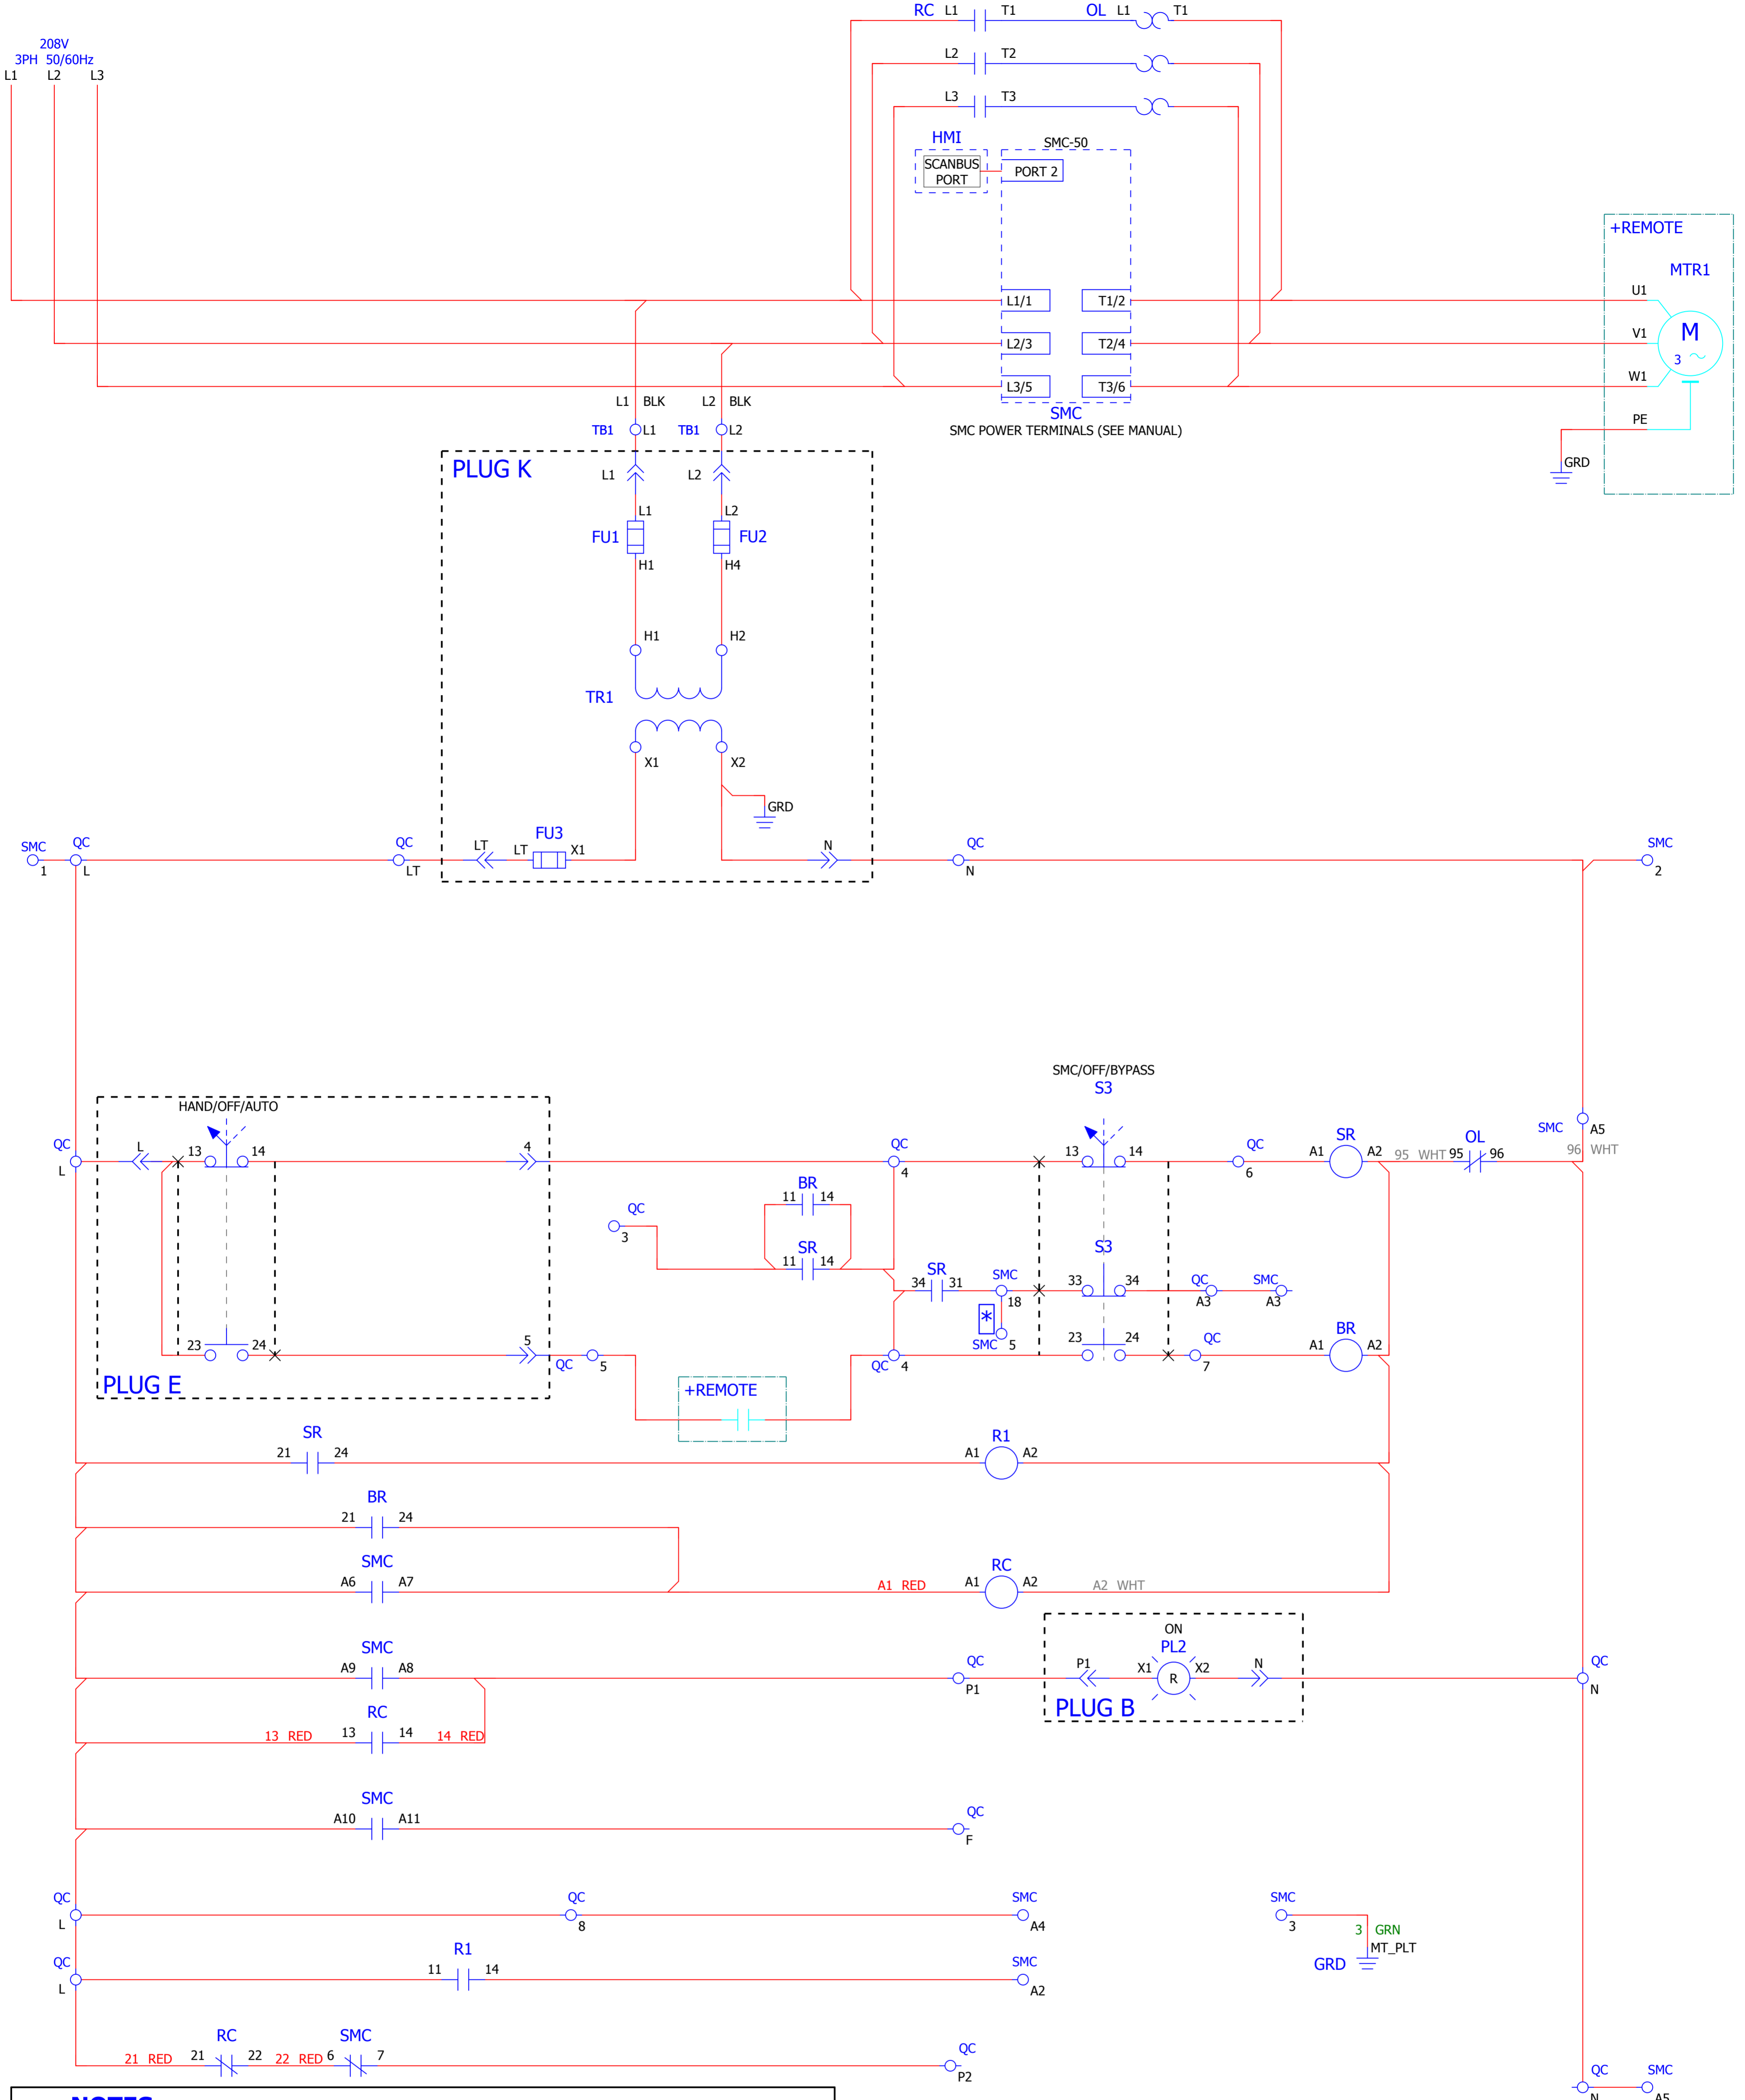 RC L1 T1 OL L1 T1
208V
3PH 50/60Hz
L1 L2 L3
L2 T2
L3 T3
HMI
SMC-50
SCANBUS
PORT
PORT 2
+REMOTE
MTR1
L1/1 T1/2 U1
L2/3 T2/4 V1
M
3
L3/5 T3/6 W1
L1 BLK L2 BLK
SMC
PE
TB1 L1 TB1 L2
SMC POWER TERMINALS (SEE MANUAL)
GRD
PLUG K
L1 L2
L1 L2
FU1 FU2
H1 H4
H1 H2
TR1
X1 X2
GRD
SMC QC QC FU3 QC SMC
LT LT X1 N
1 L LT N 2
SMC/OFF/BYPASS
S3
HAND/OFF/AUTO
SMC A5
QC L 13 14 4 QC 13 14 QC SR OL
A1 A2 95 WHT 95 96 96 WHT
L 4 6
BR
11 14
QC
3
SR S3
11 14
SR SMC QC SMC
34 31 33 34
18 A3 A3
*
SMC 5
23 24 5 23 24 QC BR
A1 A2
QC 5 QC 4 7
PLUG E
+REMOTE
SR R1
21 24 A1 A2
BR
21 24
SMC RC
A6 A7 A1 RED A1 A2 A2 WHT
ON
SMC PL2
A9 A8 QC P1 X1 X2 N QC
R
P1 N
PLUG B
RC
13 RED 13 14 14 RED
SMC QC
A10 A11
F
QC QC SMC SMC
L 8 A4 3
3 GRN
MT_PLT
GRD
QC R1 SMC
11 14
L A2
RC SMC QC
21 RED 21 22 22 RED 6 7
P2
QC SMC
N A5
NOTES